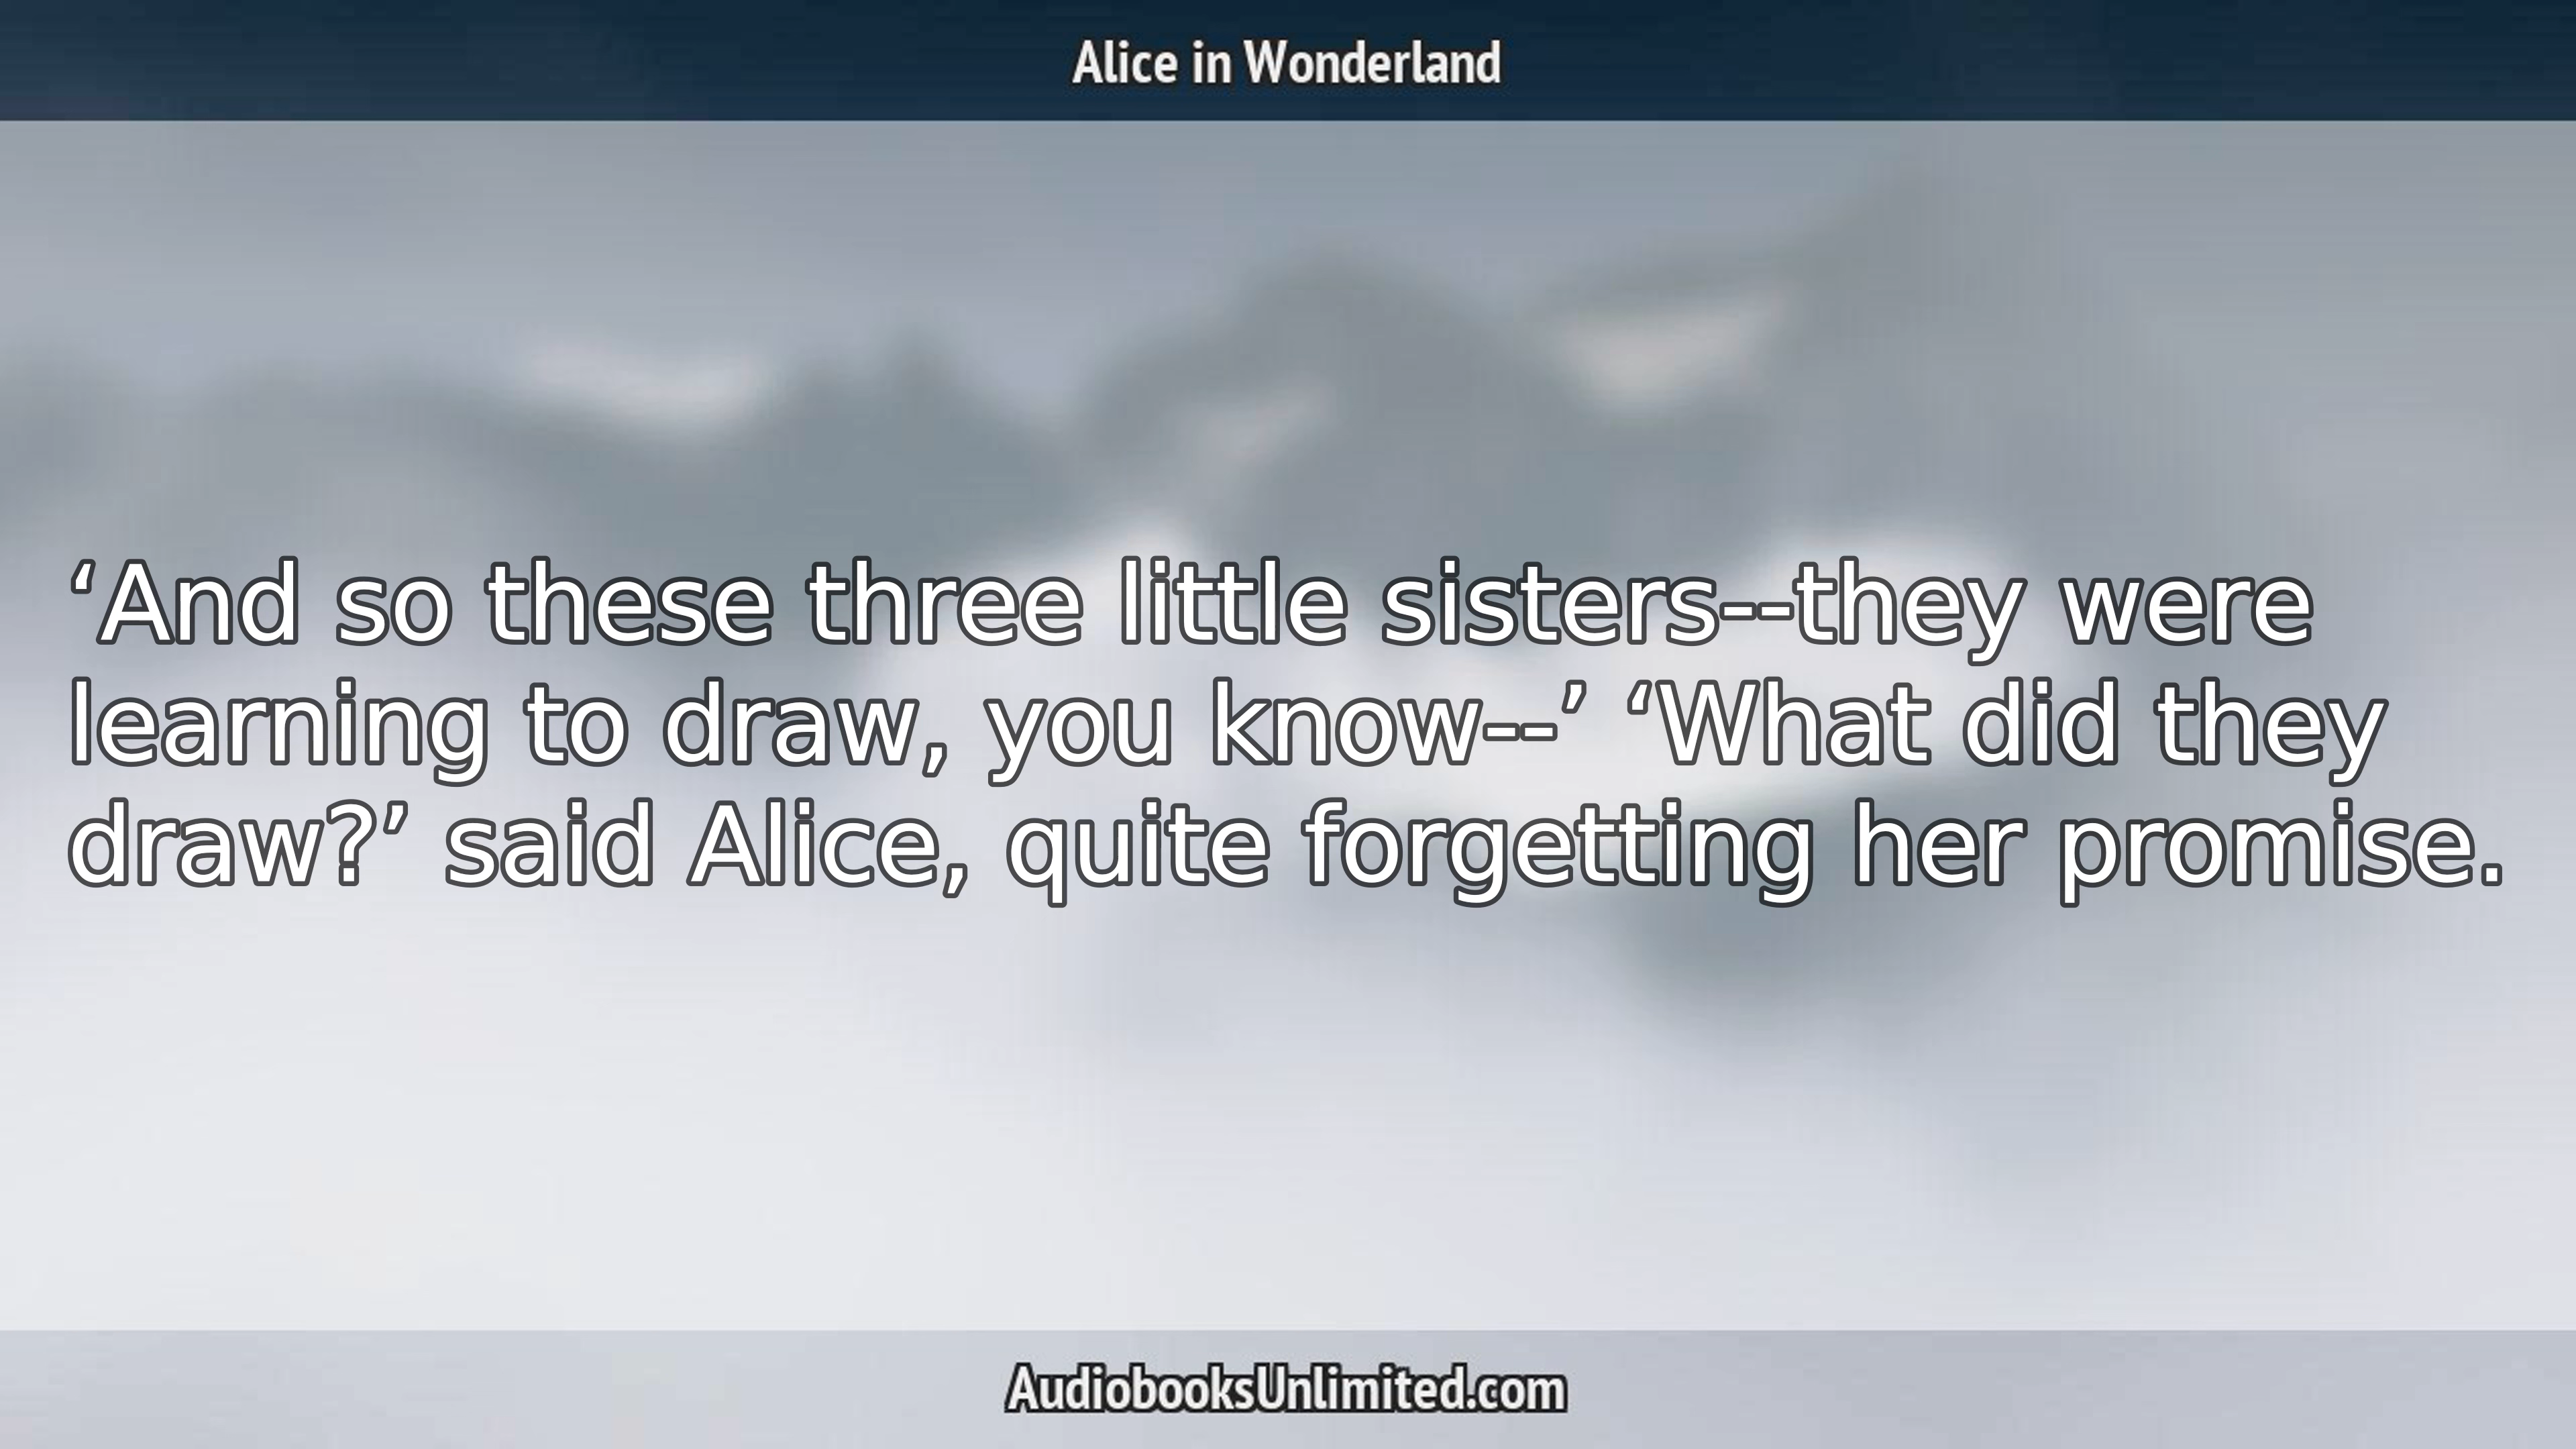 Alice in Wonderland
‘And so these three little sisters--they were
learning to draw, you know--’ ‘What did they
draw?’ said Alice, quite forgetting her promise.
AudiobooksUnlimited.com